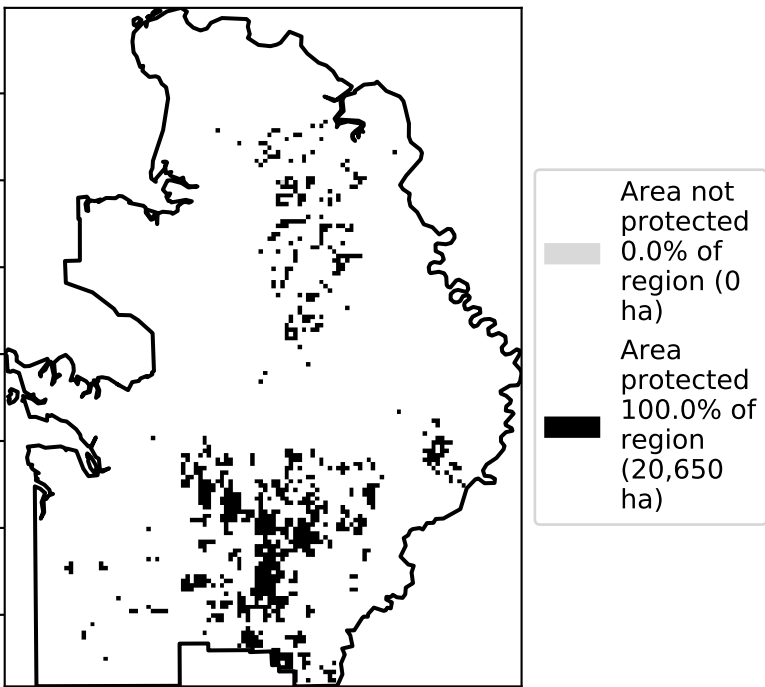 Area not
protected
0.0% of
region (0
ha)
Area
protected
100.0% of
region
(20,650
ha)